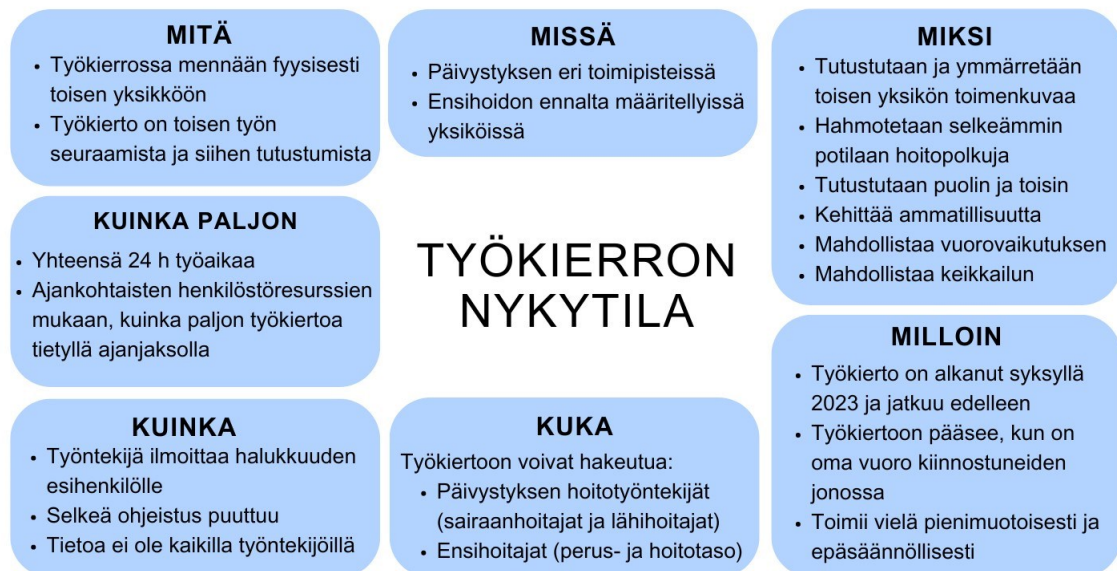 MITÄ
• Työkierrossa mennään fyysisesti
toisen yksikköön
• Työkierto on toisen työn
seuraamista ja siihen tutustumista
MISSÄ
• Päivystyksen eri toimipisteissä
• Ensihoidon ennalta määritellyissä
yksiköissä
MIKSI
• Tutustutaan ja ymmärretään
toisen yksikön toimenkuvaa
• Hahmotetaan selkeämmin
potilaan hoitopolkuja
• Tutustutaan puolin ja toisin
• Kehittää ammatillisuutta
• Mahdollistaa vuorovaikutuksen
• Mahdollistaa keikkailun
KUINKA PALJON
• Yhteensä 24 h työaikaa
• Ajankohtaisten henkilöstöresurssien
mukaan, kuinka paljon työkiertoa
tietyllä ajanjaksolla
TYÖKIERRON
NYKYTILA
MILLOIN
• Työkierto on alkanut syksyllä
2023 ja jatkuu edelleen
• Työkiertoon pääsee, kun on
oma vuoro kiinnostuneiden
jonossa
• Toimii vielä pienimuotoisesti ja
epäsäännöllisesti
KUINKA
• Työntekijä ilmoittaa halukkuuden
esihenkilölle
• Selkeä ohjeistus puuttuu
• Tietoa ei ole kaikilla työntekijöillä
KUKA
Työkiertoon voivat hakeutua:
• Päivystyksen hoitotyöntekijät
(sairaanhoitajat ja lähihoitajat)
• Ensihoitajat (perus- ja hoitotaso)